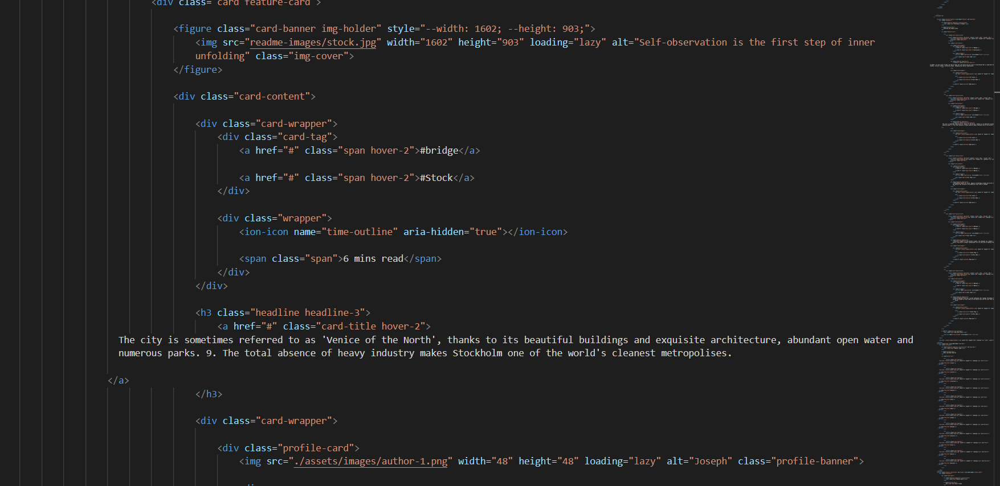 <div class="card feature-card">
<figure class="card-banner img-holder" style="--width: 1602; --height: 903;">
<img src="readme-images/stock.jpg" width="1602" height="903" loading="lazy" alt="Self-observation is the first step of inner
unfolding" class="img-cover">
</figure>
<div class="card-content">
<div class="card-wrapper">
<div class="card-tag">
<a href="#" class="span hover-2">#bridge</a>
<a href="#" class="span hover-2">#Stock</a>
</div>
<div class="wrapper">
<ion-icon name="time-outline" aria-hidden="true"></ion-icon>
<span class="span">6 mins read</span>
</div>
</div>
<h3 class="headline headline-3">
<a href="#" class="card-title hover-2">
The city is sometimes referred to as 'Venice of the North', thanks to its beautiful buildings and exquisite architecture, abundant open water and
numerous parks. 9. The total absence of heavy industry makes Stockholm one of the world's cleanest metropolises.
</a>
</h3>
<div class="card-wrapper">
<div class="profile-card">
<img src="./assets/images/author-1.png" width="48" height="48" loading="lazy" alt="Joseph" class="profile-banner">